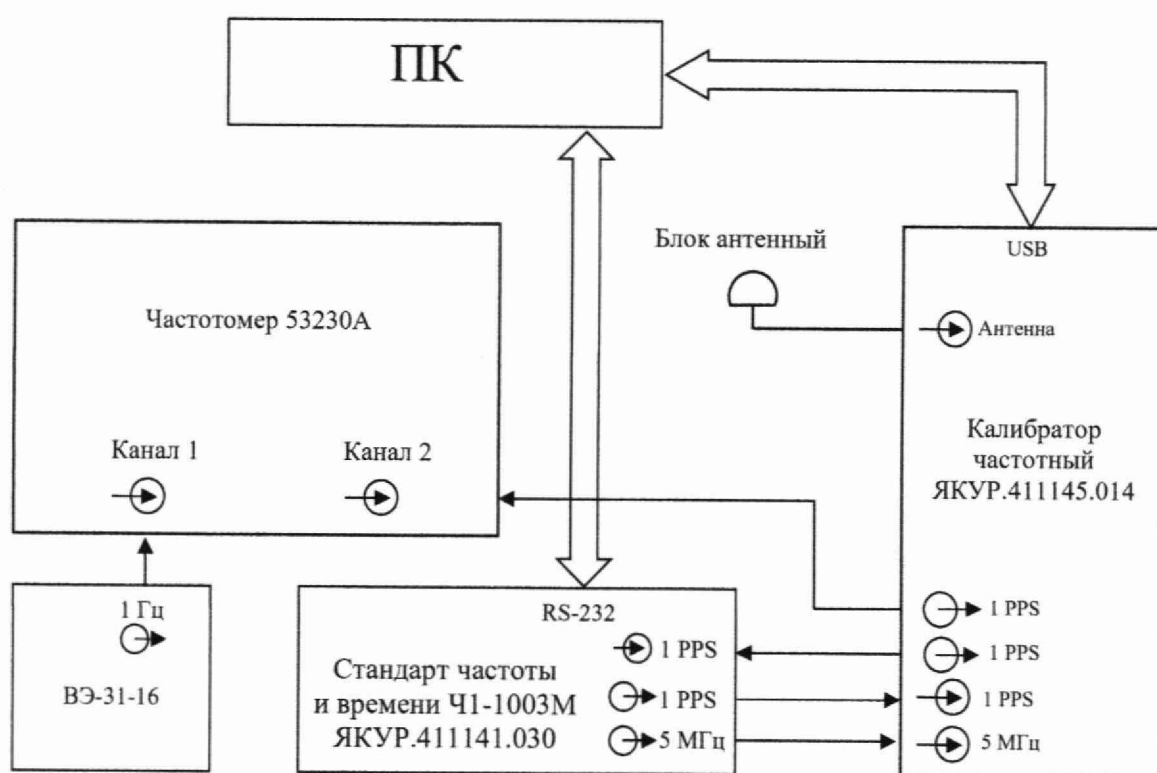 ПК
Блок антенный
USB
Частотомер 53230А
Антенна
Канал 1
Канал 2
Калибратор
частотный
ЯКУР.411145.014
1 Гц
ВЭ-31-16
RS-232
1 PPS
Стандарт частоты
и времени Ч1-1003М
ЯКУР.411141.030
1 PPS
5 МГц
1 PPS
1 PPS
1 PPS
5 МГц